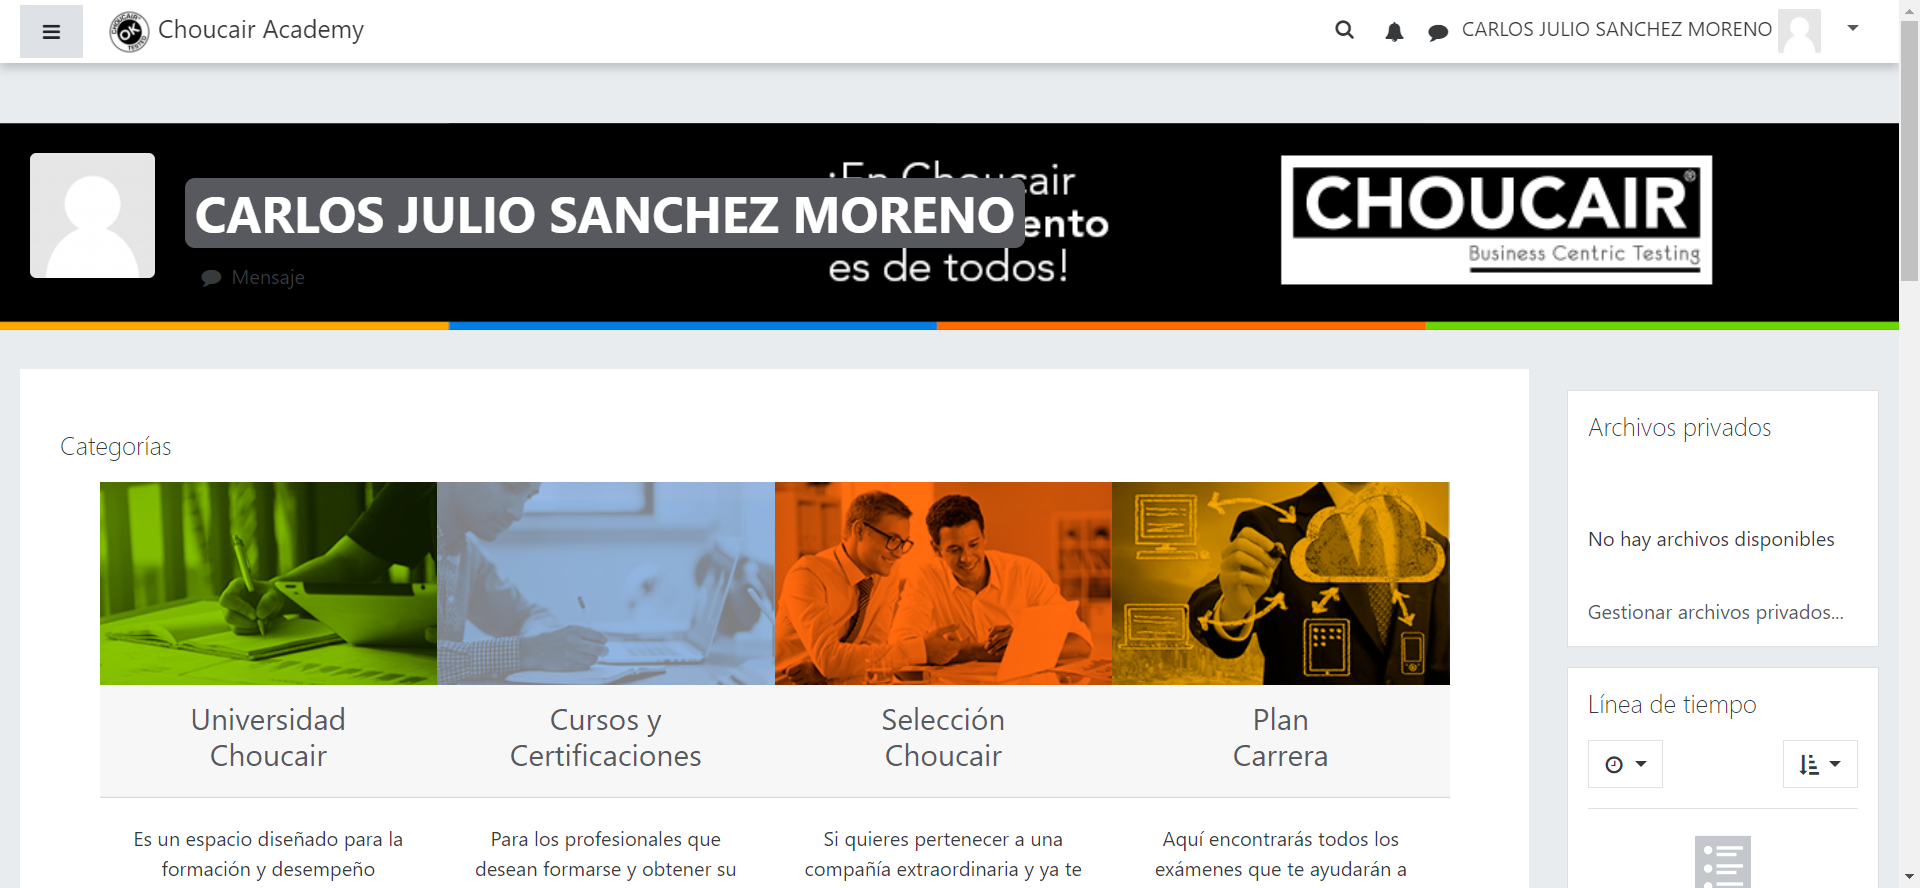 Choucair Academy
CARLOS JULIO SANCHEZ MORENO
CARLOS JULIO SANCHEZ MORENO
Mensaje
¡En Choucair
ento
es de todos!
CHOUCAIR®
Business Centric Testing
Categorías
Universidad
Choucair
Es un espacio diseñado para la
formación y desempeño
Cursos y
Certificaciones
Para los profesionales que
desean formarse y obtener su
Selección
Choucair
Si quieres pertenecer a una
compañía extraordinaria y ya te
Plan
Carrera
Aquí encontrarás todos los
exámenes que te ayudarán a
Archivos privados
No hay archivos disponibles
Gestionar archivos privados...
Línea de tiempo